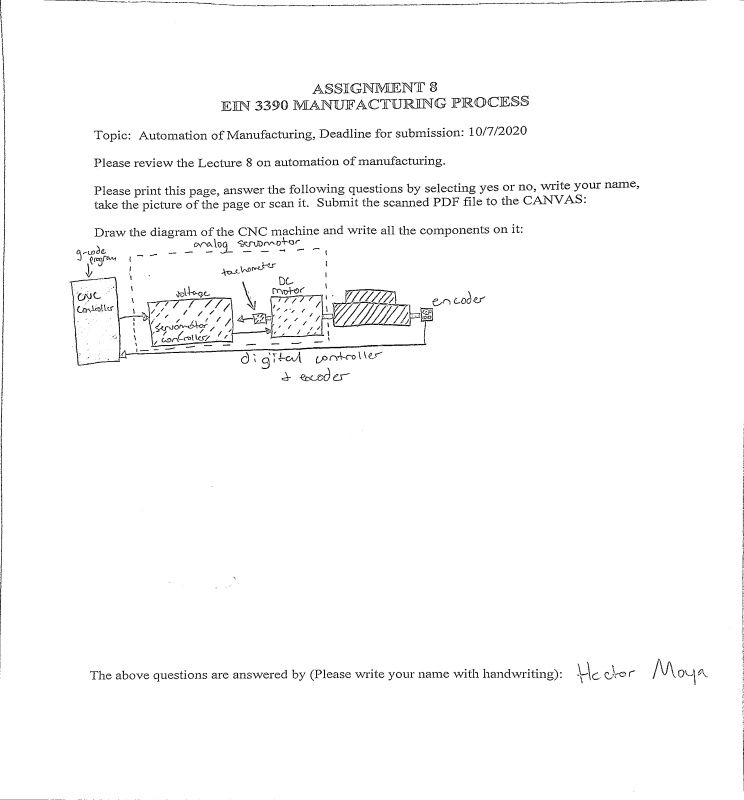 ASSIGNMENT 8
EIN 3390 MANUFACTURING PROCESS
Topic: Automation of Manufacturing, Deadline for submission: 10/7/2020
Please review the Lecture 8 on automation of manufacturing.
Please print this page, answer the following questions by selecting yes or no, write your name,
take the picture of the page or scan it. Submit the scanned PDF file to the CANVAS:
Draw the diagram of the CNC machine and write all the components on it:
analog servomotor
g-code
program
tachometer
DC
motor
CNC
Controller
voltage
encoder
servomotor
controller
digital controller
+ encoder
The above questions are answered by (Please write your name with handwriting): Hector Moya